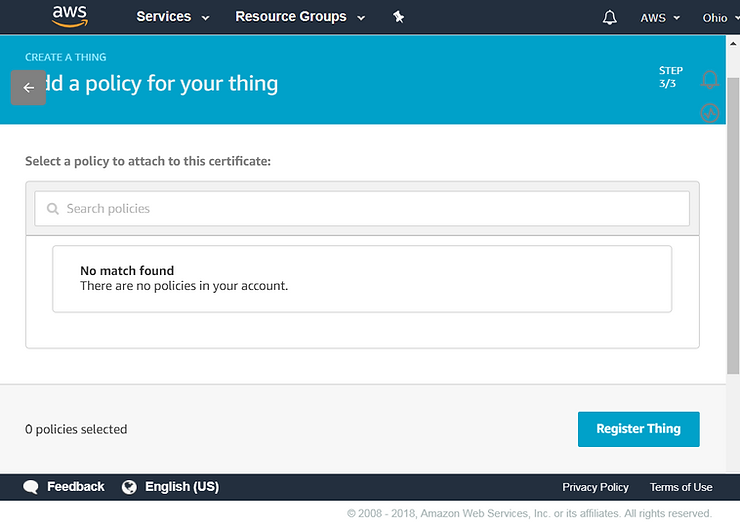 aws
Services
Resource Groups
AWS
Ohio
CREATE A THING
dd a policy for your thing
STEP
3/3
Select a policy to attach to this certificate:
Search policies
No match found
There are no policies in your account.
0 policies selected
Register Thing
Feedback
English (US)
Privacy Policy
Terms of Use
© 2008 - 2018, Amazon Web Services, Inc. or its affiliates. All rights reserved.